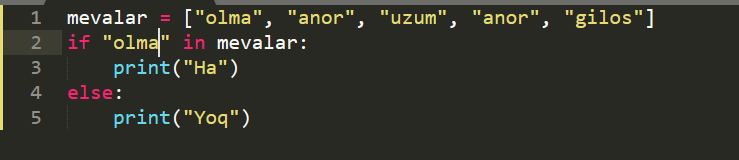 1 mevalar = ["olma", "anor", "uzum", "anor", "gilos"]
2 if "olma" in mevalar:
3     print("Ha")
4 else:
5     print("Yoq")